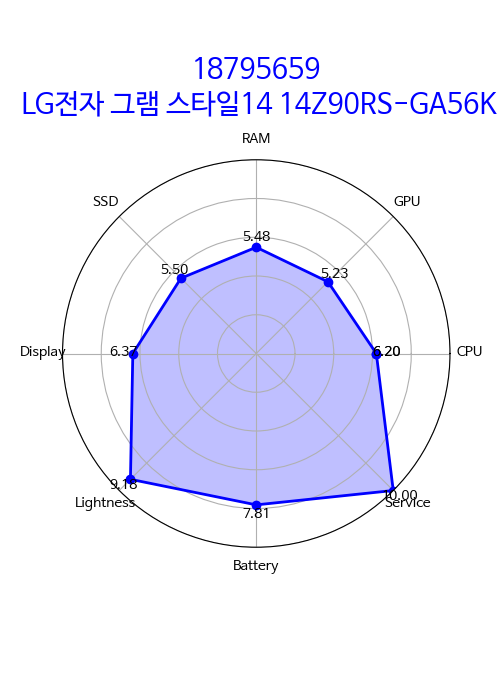 18795659
LG전자 그램 스타일14 14Z90RS-GA56K
RAM
SSD
GPU
5.48
5.50
5.23
Display
6.37
6.20
CPU
9.18
Lightness
10.00
Service
7.81
Battery